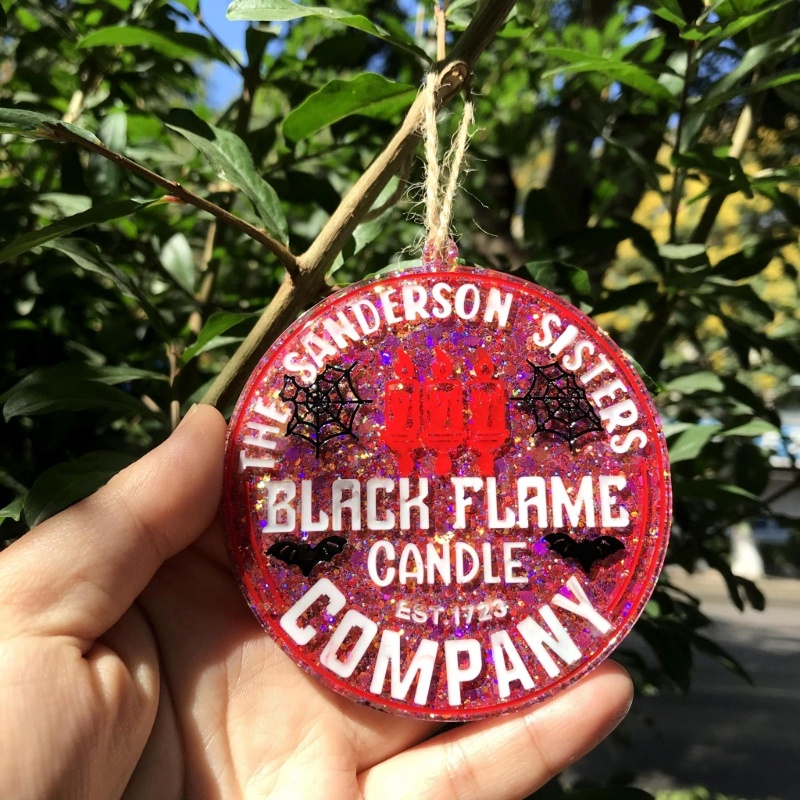 THE SANDERSON SISTERS
BLACK FLAME
CANDLE
EST. 1723
COMPANY